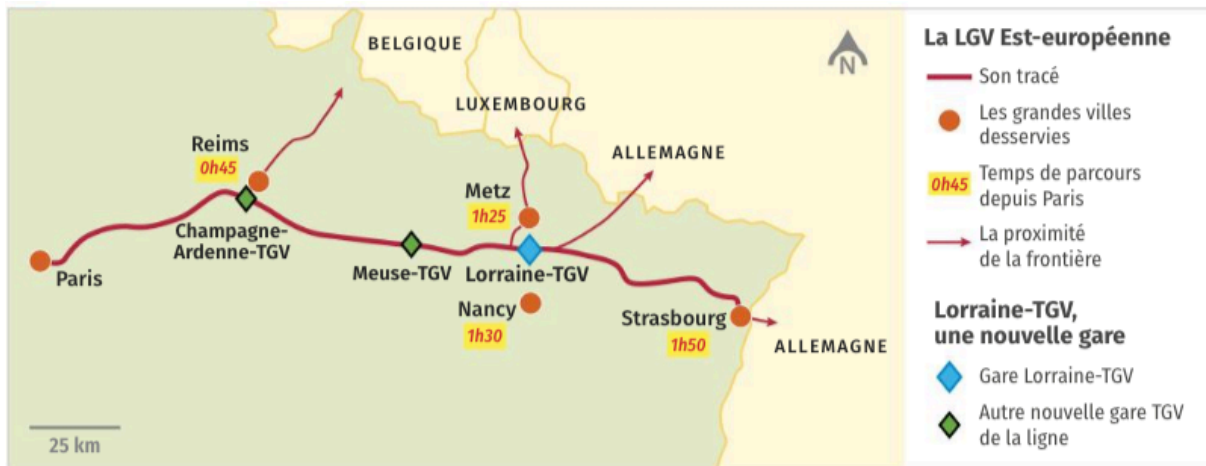 BELGIQUE
N
LUXEMBOURG
ALLEMAGNE
Reims
0h45
Metz
1h25
Champagne-
Ardenne-TGV
Paris
Meuse-TGV
Lorraine-TGV
Nancy
1h30
Strasbourg
1h50
ALLEMAGNE
25 km
La LGV Est-européenne
Son tracé
Les grandes villes
desservies
0h45
Temps de parcours
depuis Paris
La proximité
de la frontière
Lorraine-TGV,
une nouvelle gare
Gare Lorraine-TGV
Autre nouvelle gare TGV
de la ligne